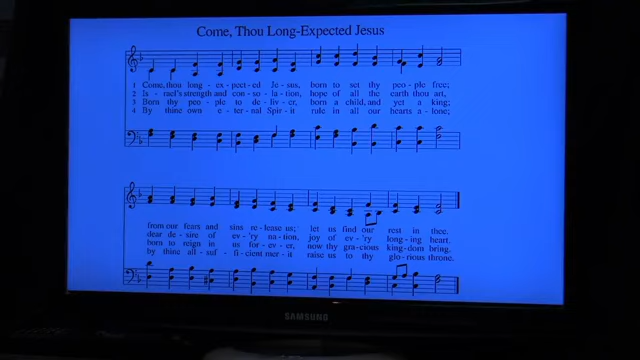 Come, Thou Long-Expected Jesus
1 Come, thou long - ex - pect - ed Je - sus, born to set thy peo - ple free;
2 Is - rael's strength and con - so - la - tion, hope of all the earth thou art,
3 Born thy peo - ple to de - liv - er, born a child, and yet a king;
4 By thine own e - ter - nal Spir - it rule in all our hearts a - lone;
from our fears and sins re - lease us; let us find our rest in thee.
dear de - sire of ev - 'ry na - tion, joy of ev - 'ry long - ing heart.
born to reign in us for - ev - er, now thy gra - cious king - dom bring.
by thine all - suf - fi - cient mer - it raise us to thy glo - rious throne.
SAMSUNG